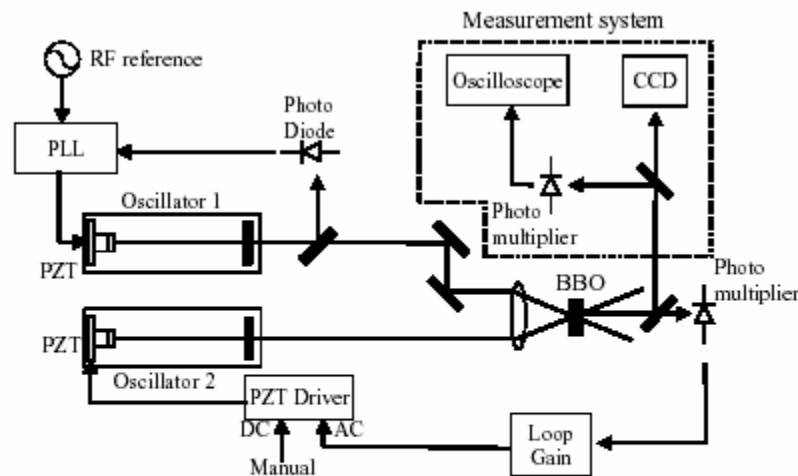 Measurement system
RF reference
Oscilloscope
CCD
Photo
Diode
PLL
Oscillator 1
Photo
multiplier
PZT
BBO
Photo
multiplier
PZT
Oscillator 2
PZT Driver
DC
AC
Loop
Gain
Manual